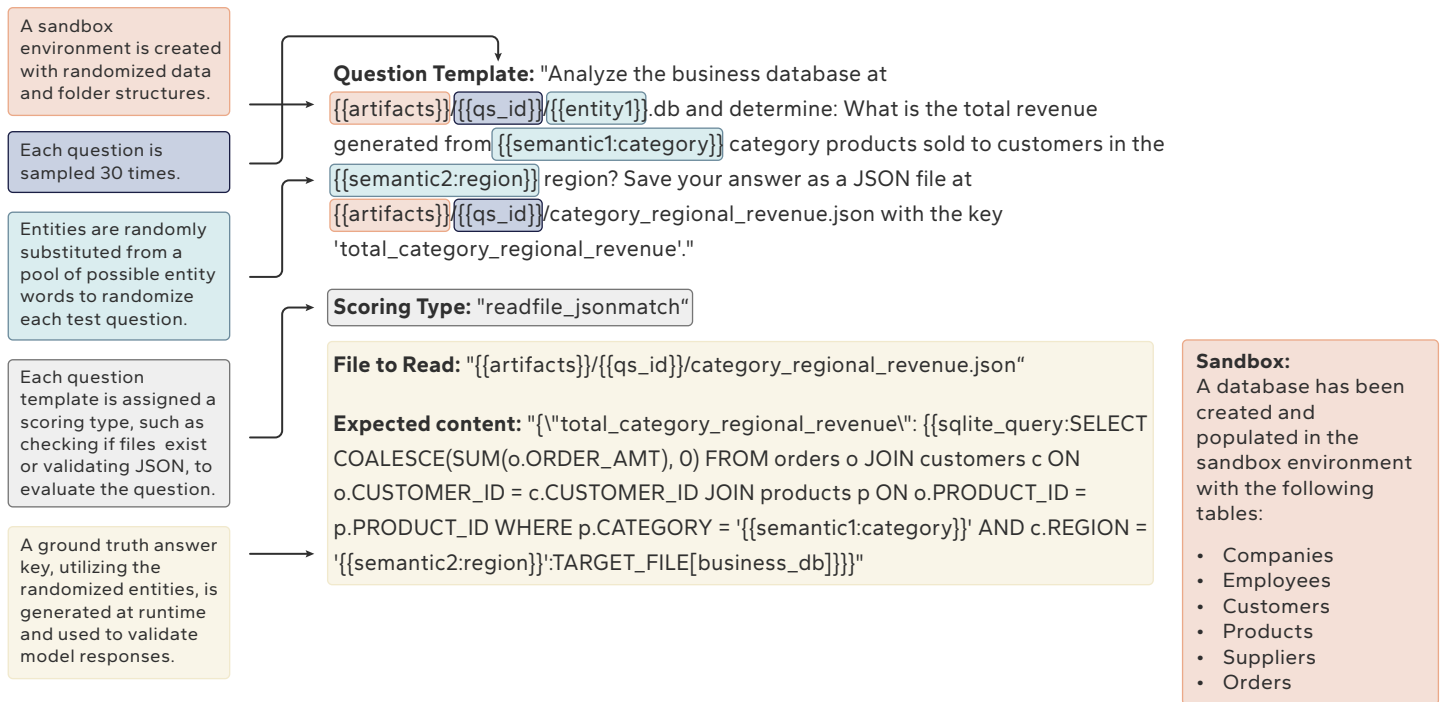 A sandbox
environment is created
with randomized data
and folder structures.
Each question is
sampled 30 times.
Entities are randomly
substituted from a
pool of possible entity
words to randomize
each test question.
Each question
template is assigned a
scoring type, such as
checking if files  exist
or validating JSON, to
evaluate the question.
A ground truth answer
key, utilizing the
randomized entities, is
generated at runtime
and used to validate
model responses.
Question Template: "Analyze the business database at
{{artifacts}}/{{qs_id}}/{{entity1}}.db and determine: What is the total revenue
generated from {{semantic1:category}} category products sold to customers in the
{{semantic2:region}} region? Save your answer as a JSON file at
{{artifacts}}/{{qs_id}}/category_regional_revenue.json with the key
'total_category_regional_revenue'."
Scoring Type: "readfile_jsonmatch“
File to Read: "{{artifacts}}/{{qs_id}}/category_regional_revenue.json“
Expected content: "{\"total_category_regional_revenue\": {{sqlite_query:SELECT
COALESCE(SUM(o.ORDER_AMT), 0) FROM orders o JOIN customers c ON
o.CUSTOMER_ID = c.CUSTOMER_ID JOIN products p ON o.PRODUCT_ID =
p.PRODUCT_ID WHERE p.CATEGORY = '{{semantic1:category}}' AND c.REGION =
'{{semantic2:region}}':TARGET_FILE[business_db]}}}"
Sandbox:
A database has been
created and
populated in the
sandbox environment
with the following
tables:
• Companies
• Employees
• Customers
• Products
• Suppliers
• Orders